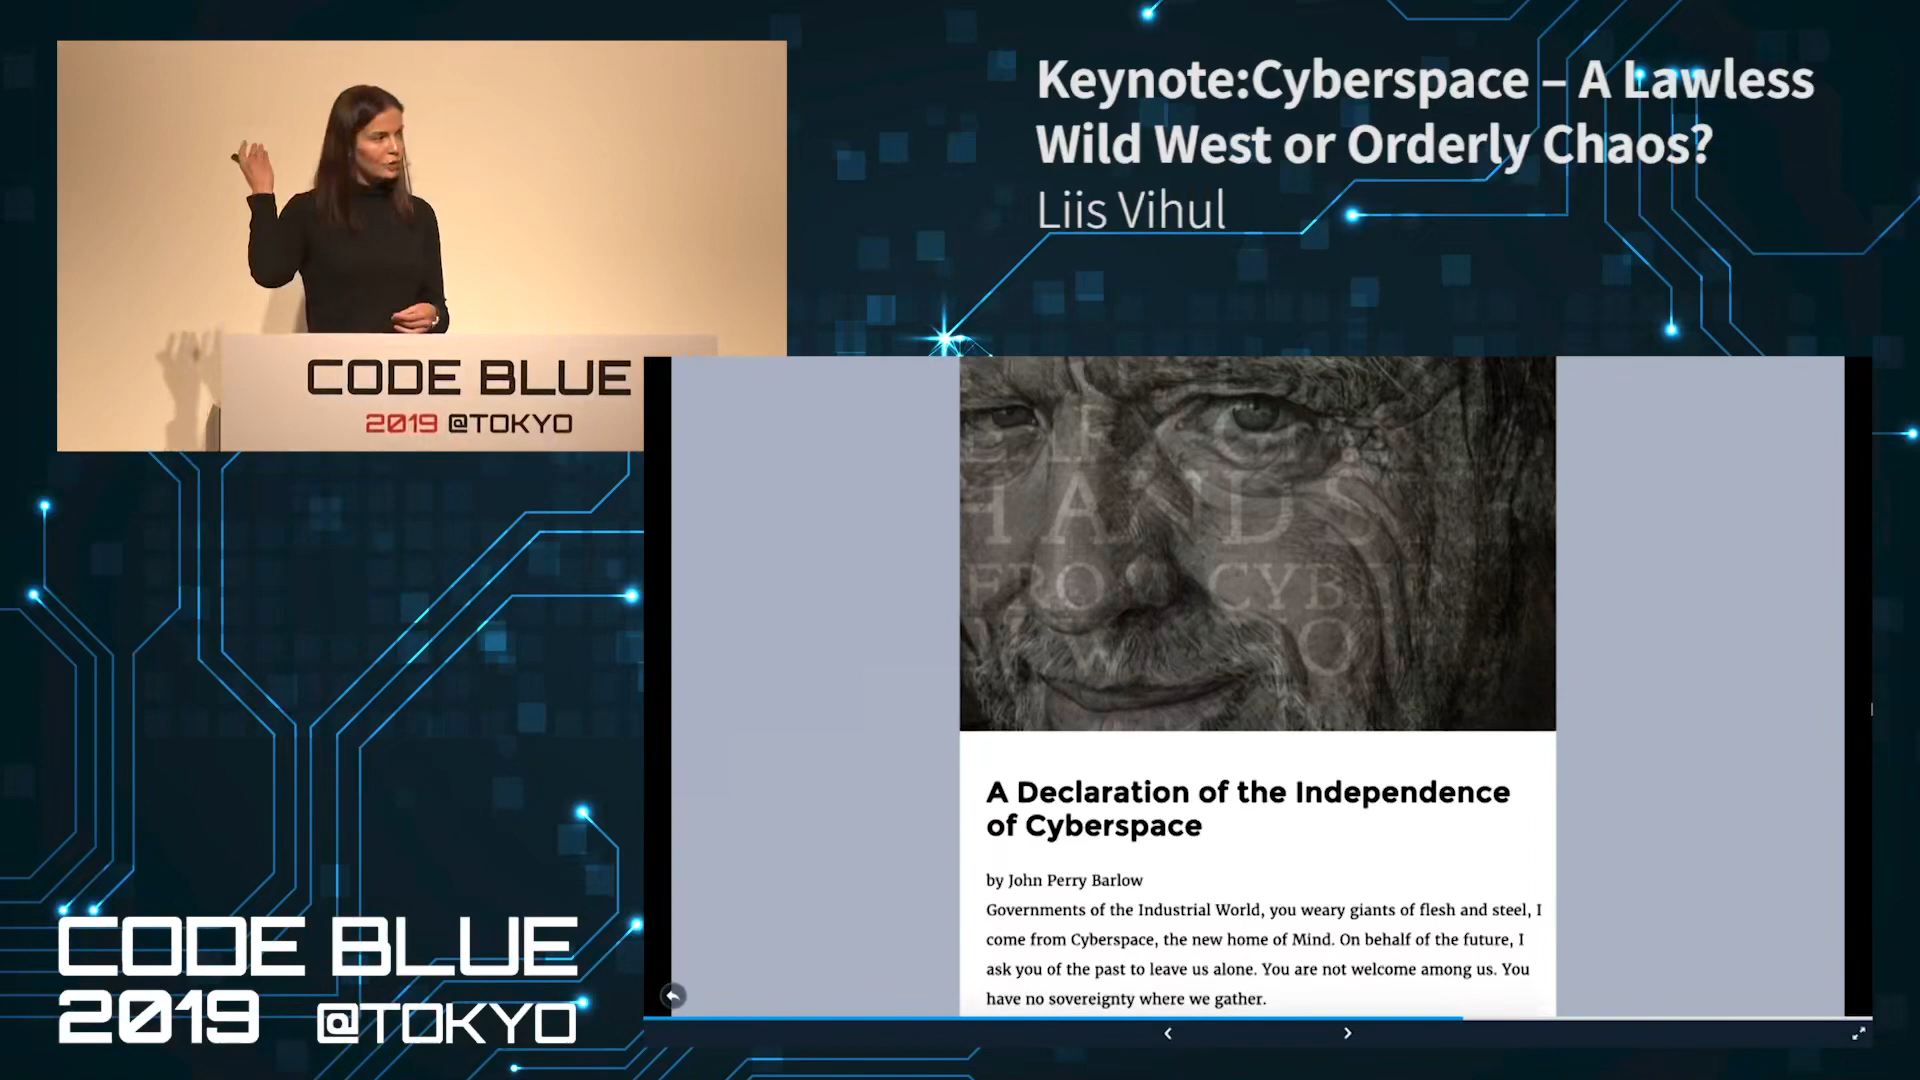 Keynote:Cyberspace – A Lawless
Wild West or Orderly Chaos?
Liis Vihul
CODE BLUE
2019 @TOKYO
HANDS
FROM CYBER
A Declaration of the Independence
of Cyberspace
by John Perry Barlow
Governments of the Industrial World, you weary giants of flesh and steel, I
come from Cyberspace, the new home of Mind. On behalf of the future, I
ask you of the past to leave us alone. You are not welcome among us. You
have no sovereignty where we gather.
CODE BLUE
2019 @TOKYO